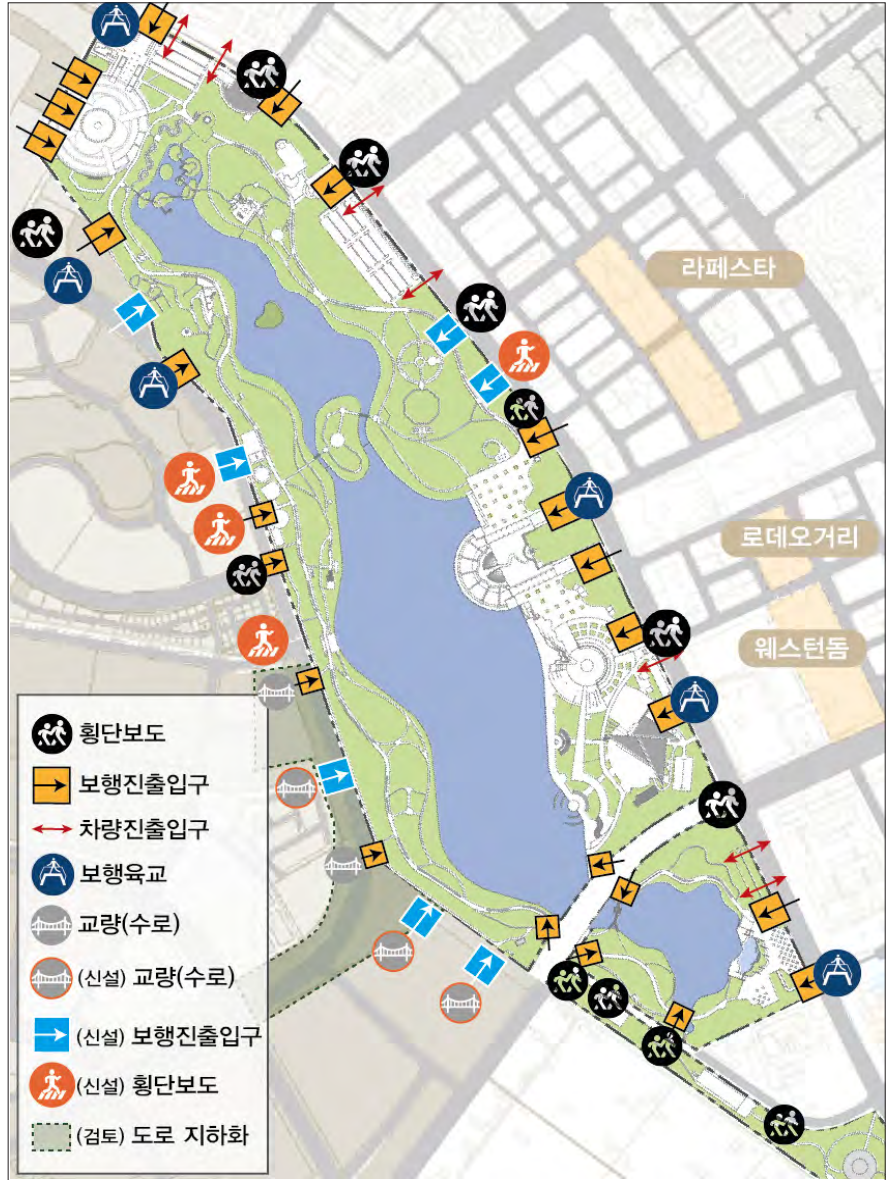 라페스타
로데오거리
웨스턴돔
횡단보도
보행진출입구
차량진출입구
보행육교
교량(수로)
(신설) 교량(수로)
(신설) 보행진출입구
(신설) 횡단보도
(검토) 도로 지하화